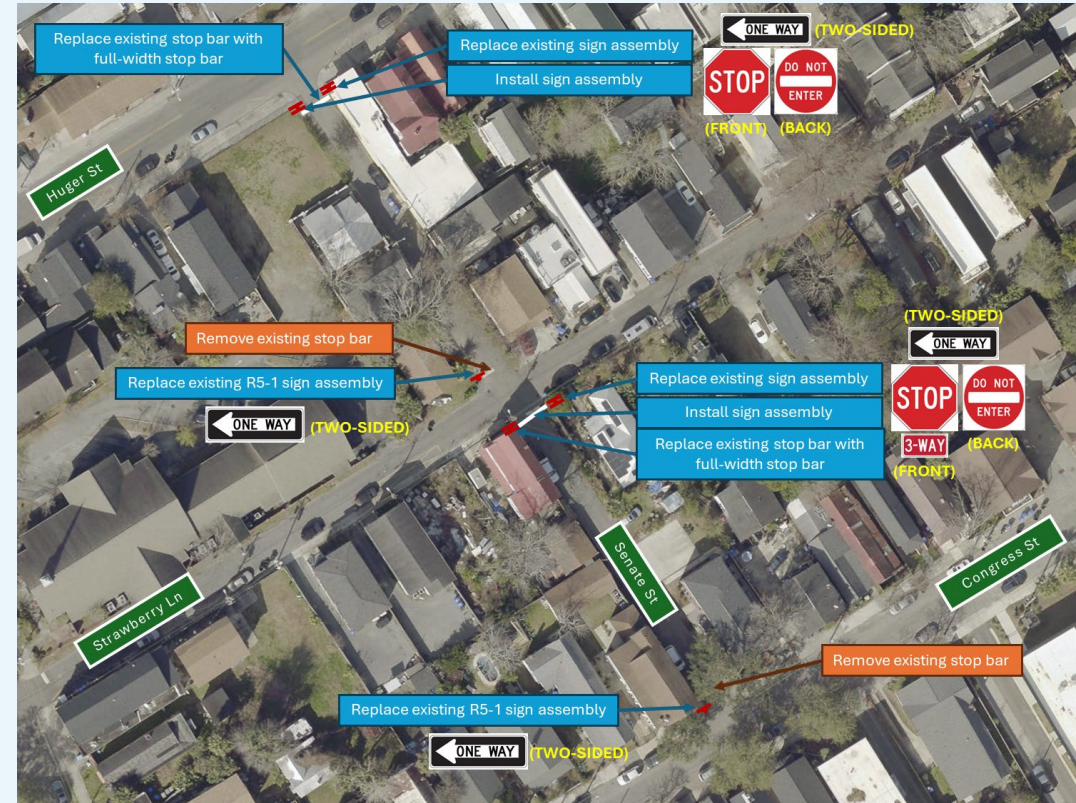 Replace existing stop bar with
full-width stop bar
Replace existing sign assembly
Install sign assembly
ONE WAY
(TWO-SIDED)
STOP
DO NOT
ENTER
(FRONT)
(BACK)
Huger St
Remove existing stop bar
Replace existing R5-1 sign assembly
ONE WAY
(TWO-SIDED)
(TWO-SIDED)
ONE WAY
Replace existing sign assembly
Install sign assembly
Replace existing stop bar with
full-width stop bar
STOP
3-WAY
(FRONT)
DO NOT
ENTER
(BACK)
Senate St
Congress St
Strawberry Ln
Remove existing stop bar
Replace existing R5-1 sign assembly
ONE WAY
(TWO-SIDED)